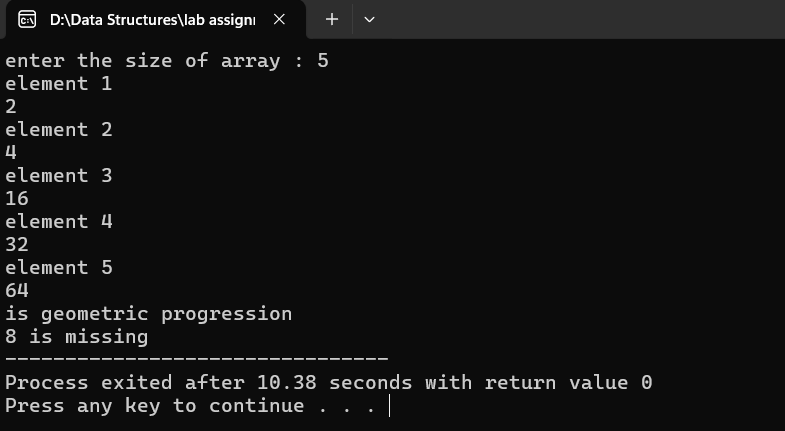 D:\Data Structures\lab assignı
enter the size of array : 5
element 1
2
element 2
4
element 3
16
element 4
32
element 5
64
is geometric progression
8 is missing
--------------------------------
Process exited after 10.38 seconds with return value 0
Press any key to continue . . .